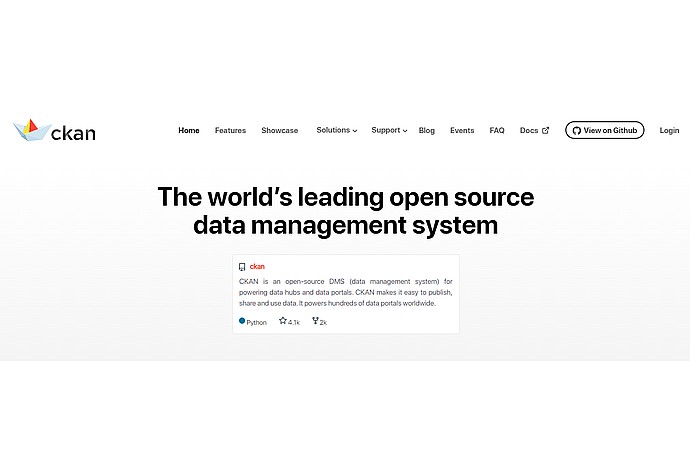 ckan
Home Features Showcase Solutions Support Blog Events FAQ Docs View on Github Login
The world's leading open source
data management system
ckan
CKAN is an open-source DMS (data management system) for
powering data hubs and data portals. CKAN makes it easy to publish,
share and use data. It powers hundreds of data portals worldwide.
Python 4.1k 2k